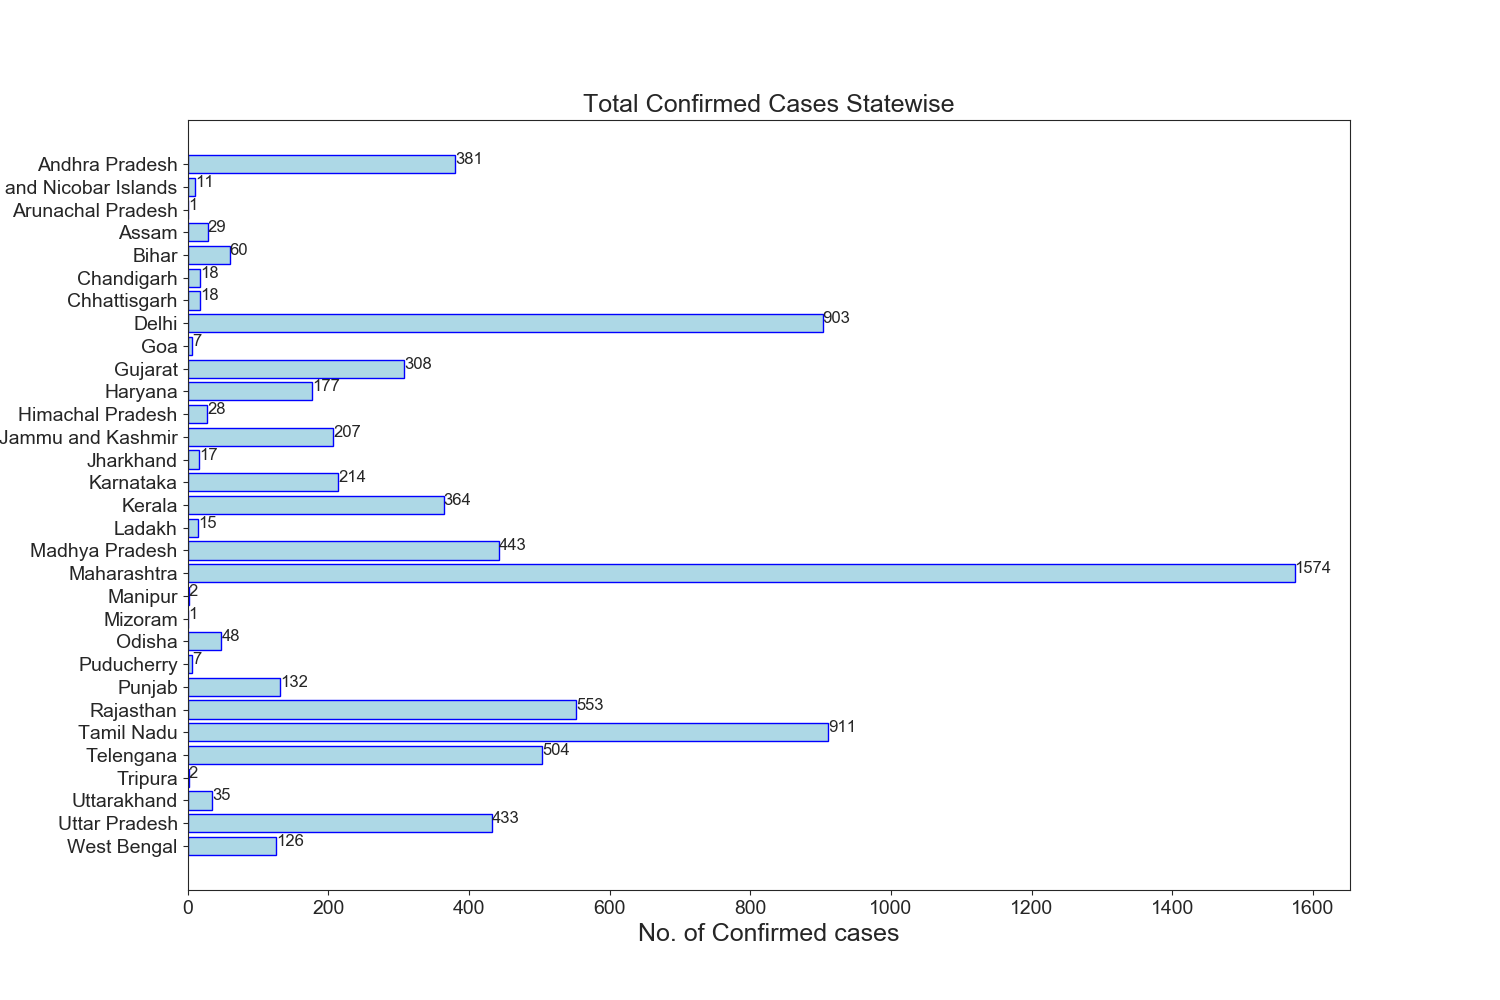 Total Confirmed Cases Statewise
Andhra Pradesh 381
and Nicobar Islands 11
Arunachal Pradesh 1
Assam 29
Bihar 60
Chandigarh 18
Chhattisgarh 18
Delhi 903
Goa 7
Gujarat 308
Haryana 177
Himachal Pradesh 28
Jammu and Kashmir 207
Jharkhand 17
Karnataka 214
Kerala 364
Ladakh 15
Madhya Pradesh 443
Maharashtra 1574
Manipur 2
Mizoram 1
Odisha 48
Puducherry 7
Punjab 132
Rajasthan 553
Tamil Nadu 911
Telengana 504
Tripura 2
Uttarakhand 35
Uttar Pradesh 433
West Bengal 126
0 200 400 600 800 1000 1200 1400 1600
No. of Confirmed cases